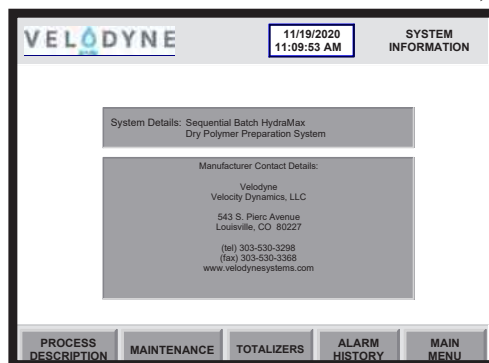 VELODYNE
11/19/2020
11:09:53 AM
SYSTEM
INFORMATION
System Details: Sequential Batch HydraMax
Dry Polymer Preparation System
Manufacturer Contact Details:
Velodyne
Velocity Dynamics, LLC
543 S. Pierc Avenue
Louisville, CO 80227
(tel) 303-530-3298
(fax) 303-530-3368
www.velodynesystems.com
PROCESS
DESCRIPTION
MAINTENANCE
TOTALIZERS
ALARM
HISTORY
MAIN
MENU